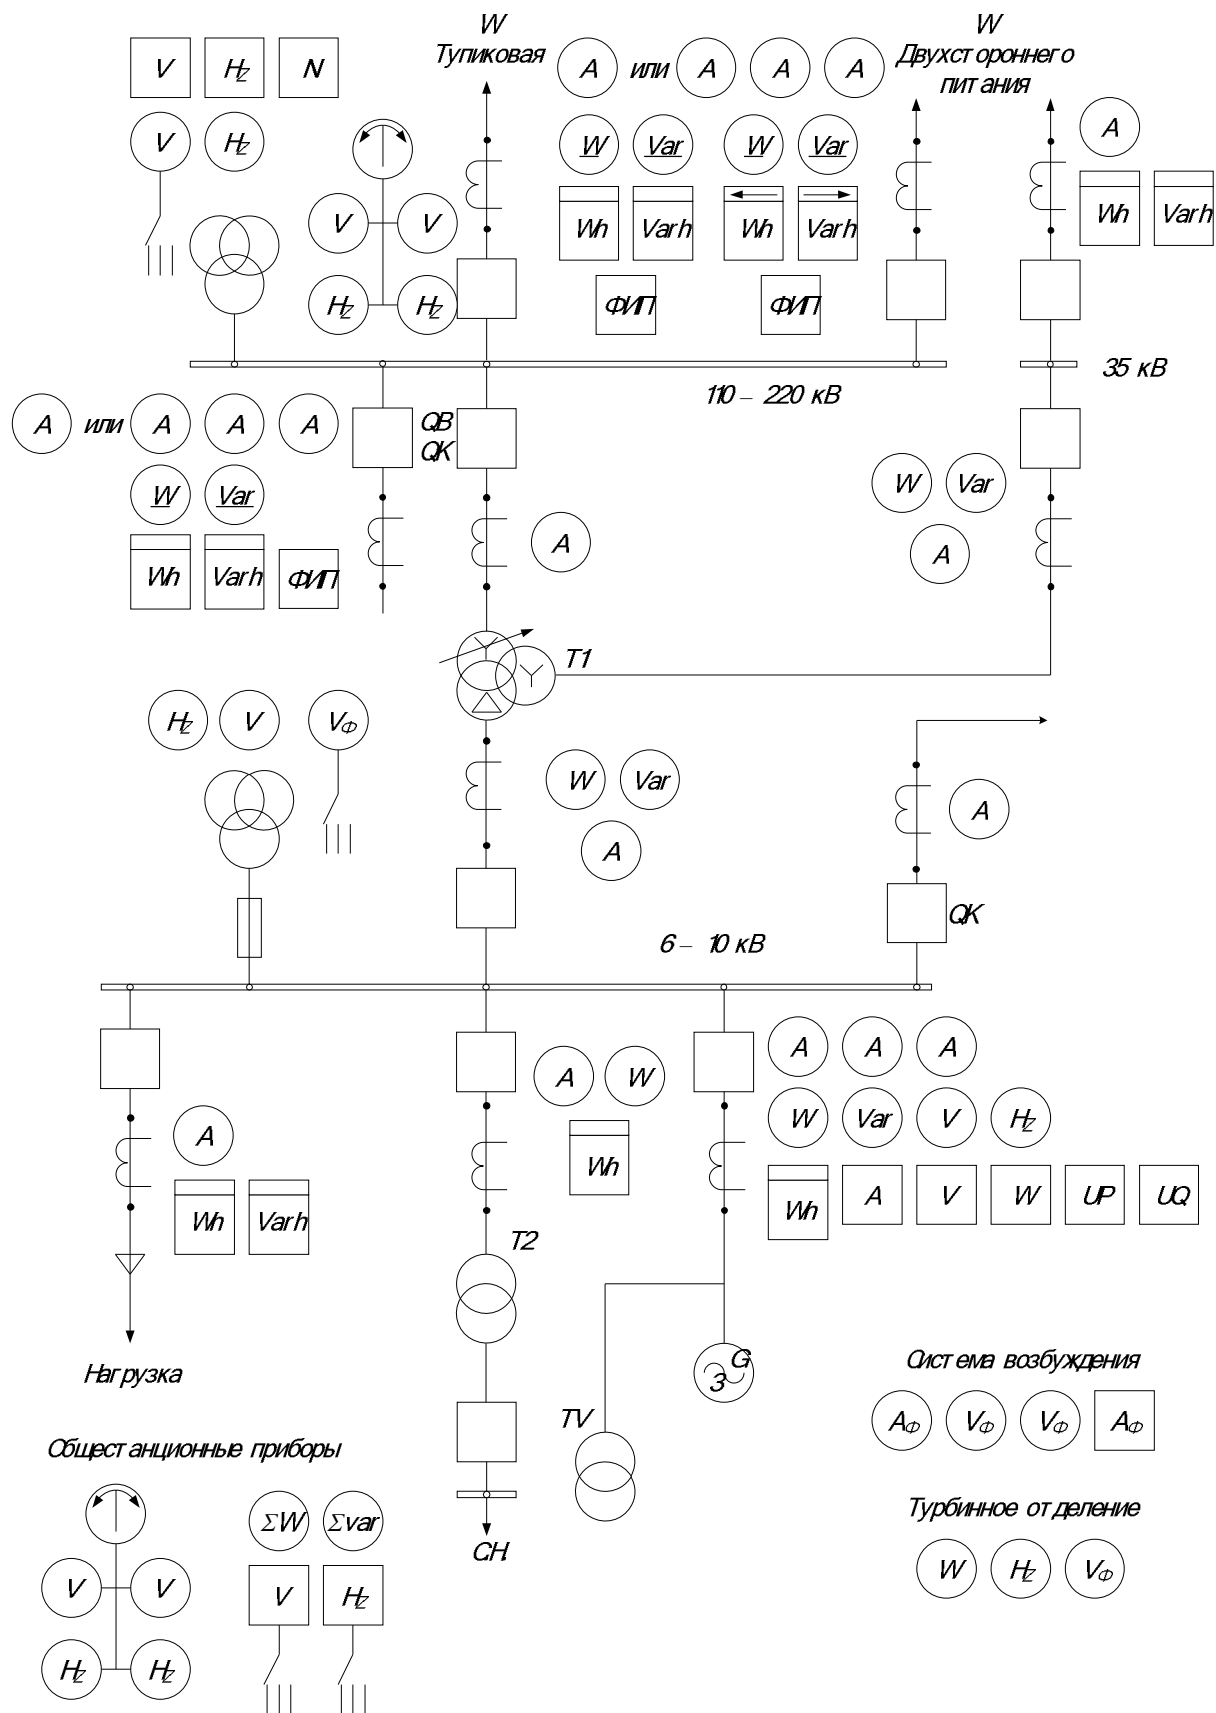 W
Тупиковая
W
Двухстороннего
питания
V Hz N
V Hz
A или A A A
W Var W Var
Wh Varh Wh Varh
ФИП ФИП
A
Wh Varh
V V
Hz Hz
110 – 220 кВ
35 кВ
A или A A A
QB
QK
W Var
Wh Varh ФИП
A
W Var
A
T1
Hz V VФ
W Var
A
A
QK
6 – 10 кВ
A
Wh Varh
Нагрузка
A W
Wh
T2
A A A
W Var V Hz
Wh A V W UP UQ
G
3
TV
С.Н.
Система возбуждения
AФ VФ VФ AФ
Турбинное отделение
W Hz VФ
Общестанционные приборы
V V
Hz Hz
ΣW Σvar
V Hz